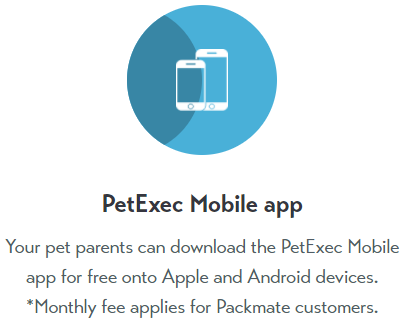 PetExec Mobile app
Your pet parents can download the PetExec Mobile
app for free onto Apple and Android devices.
*Monthly fee applies for Packmate customers.